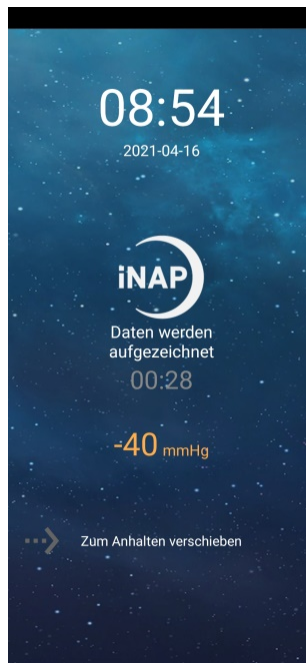 08:54
2021-04-16
iNAP
Daten werden
aufgezeichnet
00:28
-40 mmHg
Zum Anhalten verschieben